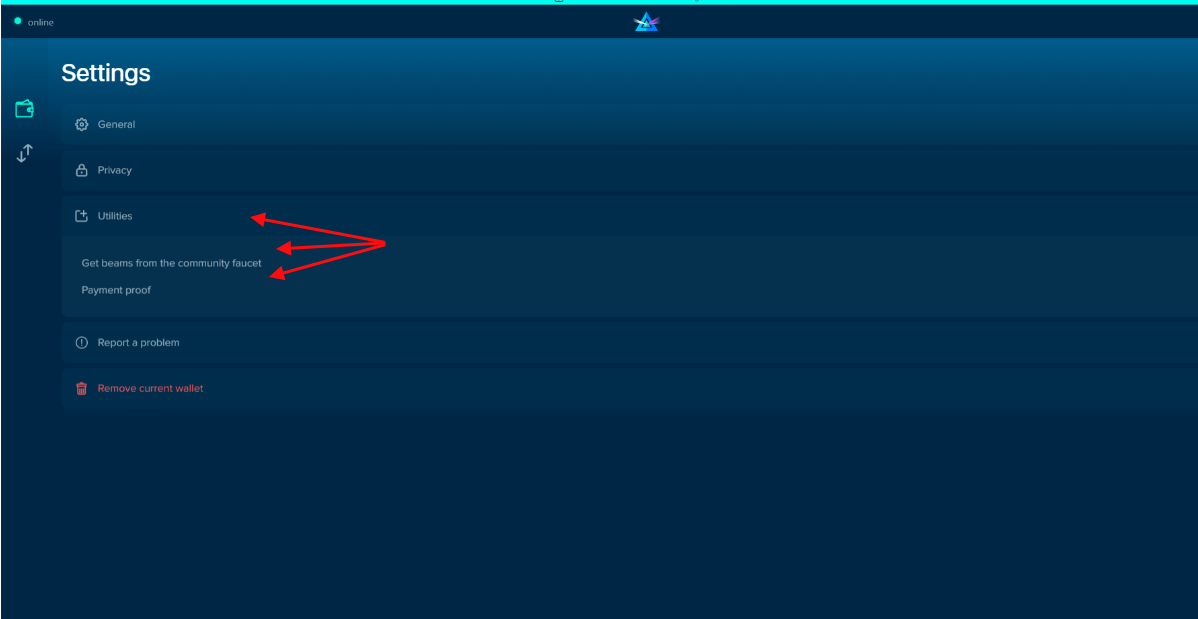 online
Settings
General
Privacy
Utilities
Get beams from the community faucet
Payment proof
Report a problem
Remove current wallet